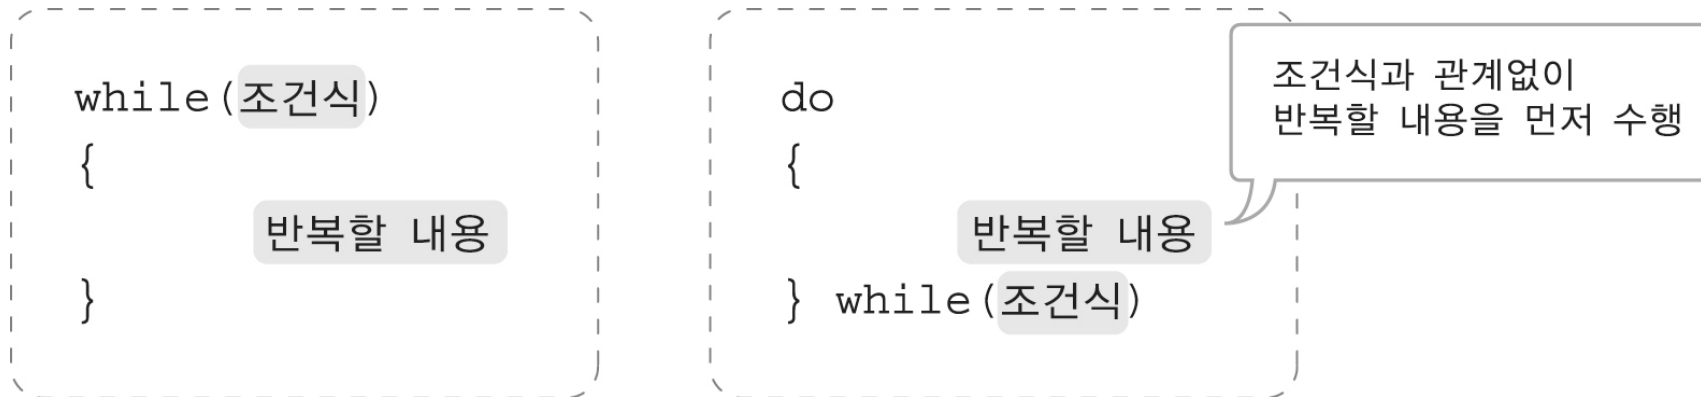 while(조건식)
{
반복할 내용
}
do
{
반복할 내용
} while(조건식)
조건식과 관계없이
반복할 내용을 먼저 수행